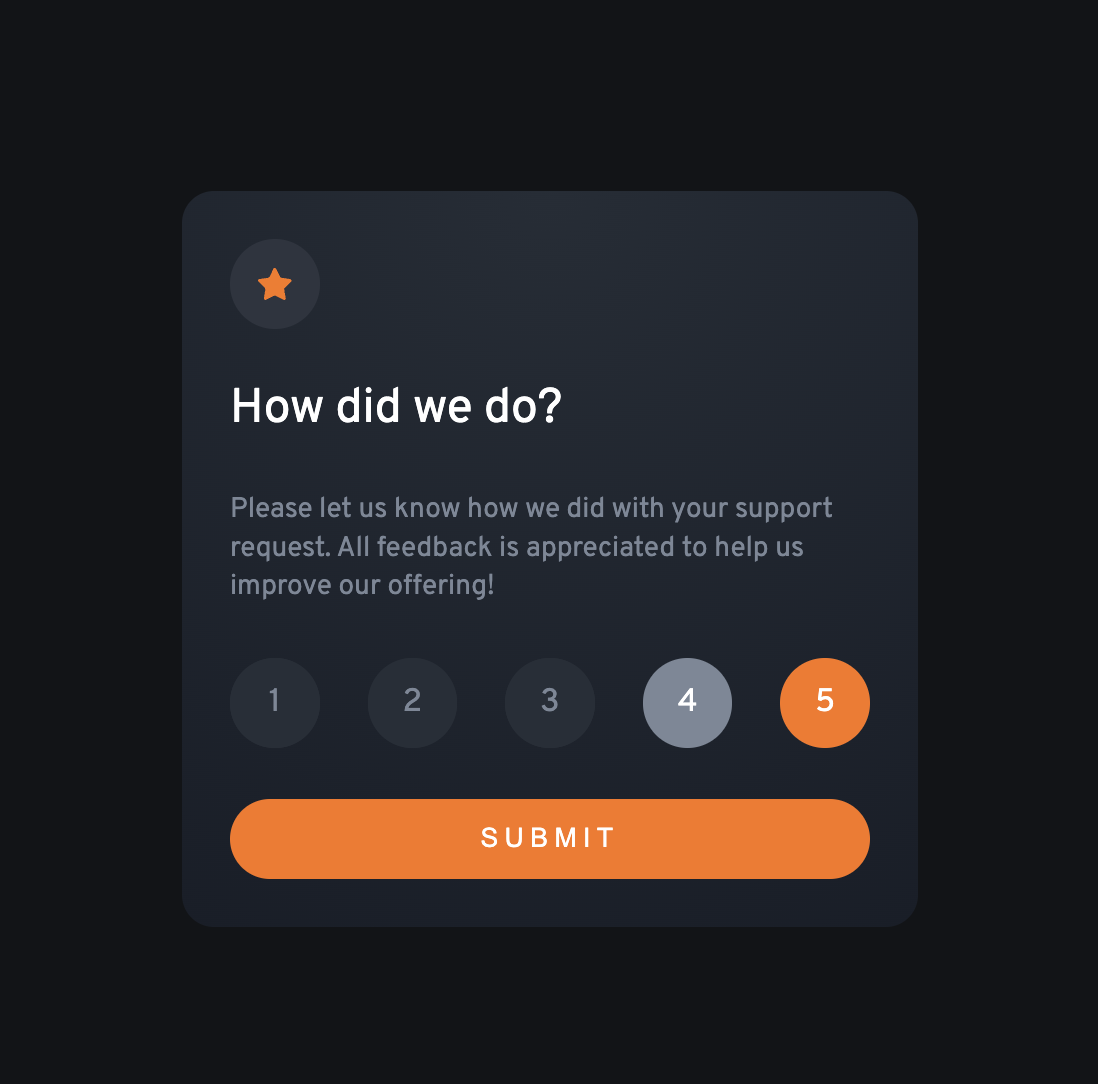 How did we do?
Please let us know how we did with your support
request. All feedback is appreciated to help us
improve our offering!
1 2 3 4 5
SUBMIT